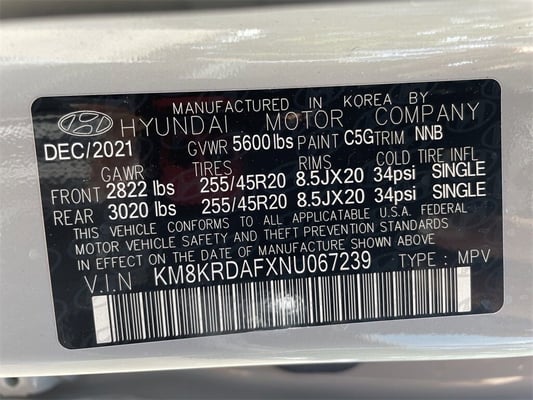 MANUFACTURED IN KOREA BY
HYUNDAI MOTOR COMPANY
DEC/2021 GVWR 5600lbs PAINT C5G TRIM NNB
GAWR TIRES RIMS COLD TIRE INFL
FRONT 2822 lbs 255/45R20 8.5JX20 34psi SINGLE
REAR 3020 lbs 255/45R20 8.5JX20 34psi SINGLE
THIS VEHICLE CONFORMS TO ALL APPLICABLE U.S.A. FEDERAL
MOTOR VEHICLE SAFETY AND THEFT PREVENTION STANDARDS
IN EFFECT ON THE DATE OF MANUFACTURE SHOWN ABOVE.
V.I.N KM8KRDAFXNU067239 TYPE : MPV